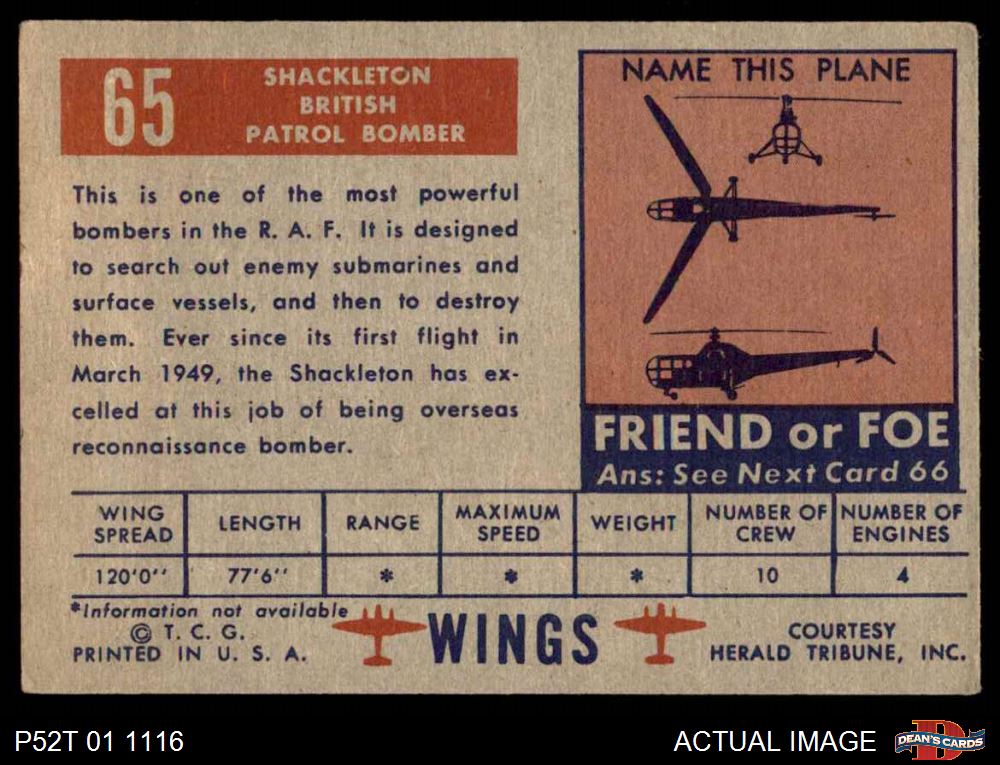 65
SHACKLETON
BRITISH
PATROL BOMBER
This is one of the most powerful
bombers in the R. A. F. It is designed
to search out enemy submarines and
surface vessels, and then to destroy
them. Ever since its first flight in
March 1949, the Shackleton has ex-
celled at this job of being overseas
reconnaissance bomber.
NAME THIS PLANE
FRIEND or FOE
Ans: See Next Card 66
WING SPREAD LENGTH RANGE MAXIMUM SPEED WEIGHT NUMBER OF CREW NUMBER OF ENGINES
120'0'' 77'6'' * * * 10 4
*Information not available
© T. C. G.
PRINTED IN U. S. A.
WINGS
COURTESY
HERALD TRIBUNE, INC.
P52T 01 1116
ACTUAL IMAGE
DEAN'S CARDS